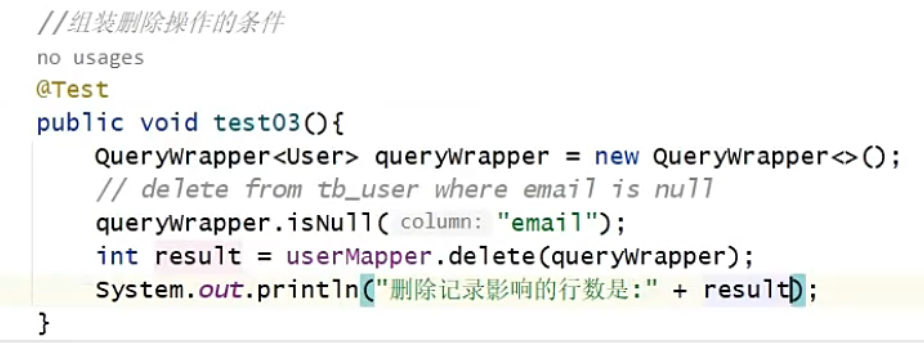 //组装删除操作的条件
no usages
@Test
public void test03(){
QueryWrapper<User> queryWrapper = new QueryWrapper<>();
// delete from tb_user where email is null
queryWrapper.isNull( column: "email");
int result = userMapper.delete(queryWrapper);
System.out.println("删除记录影响的行数是:" + result);
}